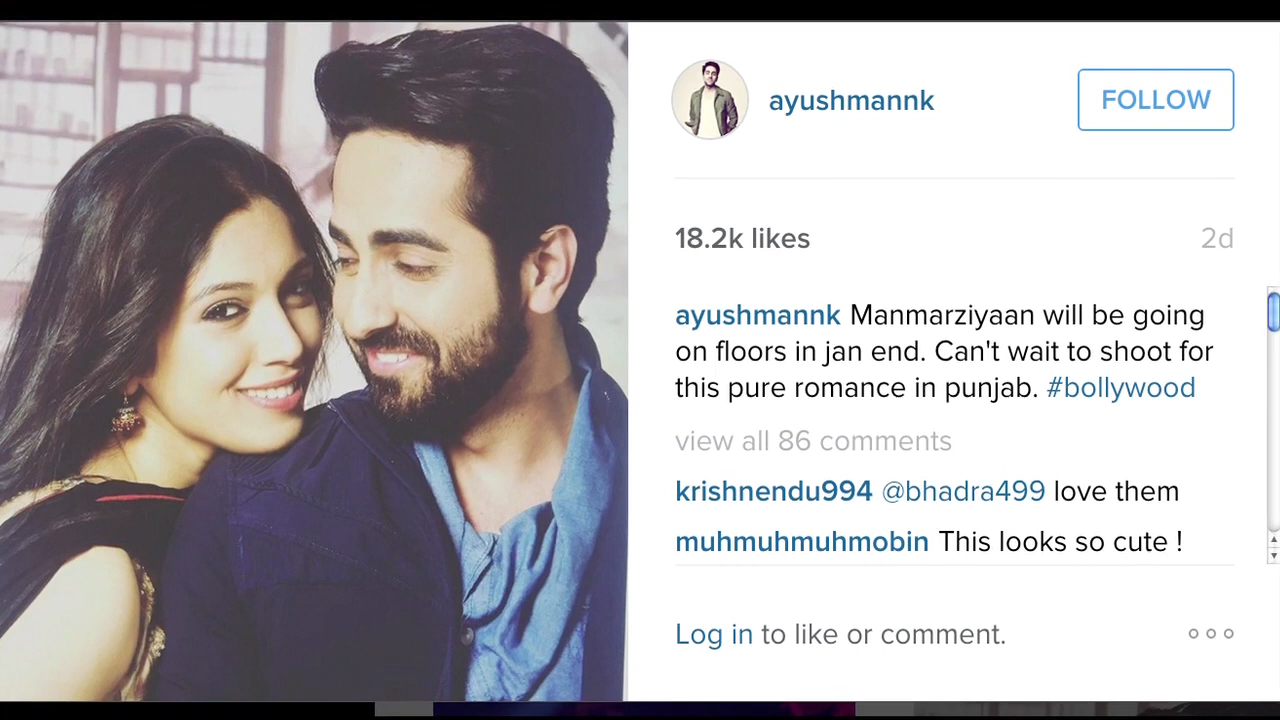 ayushmannk
FOLLOW
18.2k likes
2d
ayushmannk Manmarziyaan will be going
on floors in jan end. Can't wait to shoot for
this pure romance in punjab. #bollywood
view all 86 comments
krishnendu994 @bhadra499 love them
muhmuhmuhmobin This looks so cute !
Log in to like or comment.